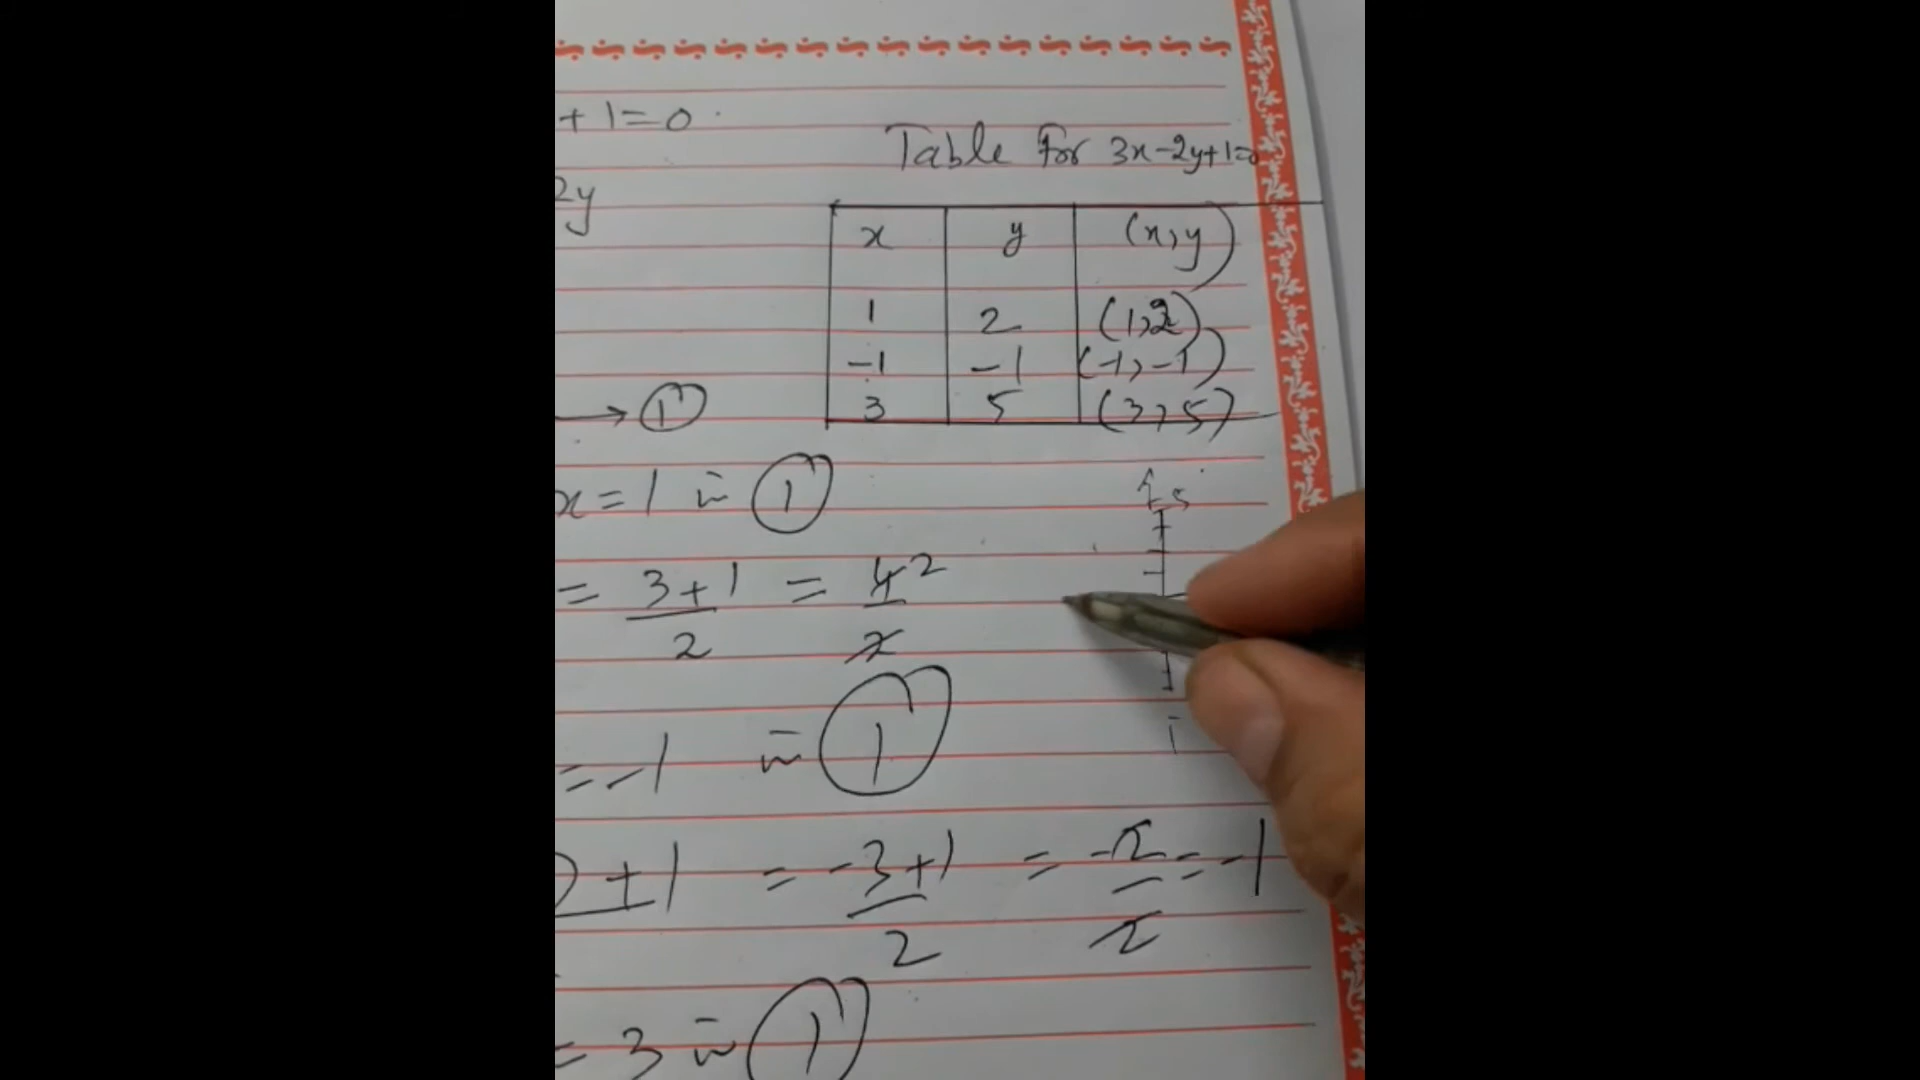 + 1 = 0
Table For 3x-2y+1=0
2y
x y (x,y)
1 2 (1,2)
-1 -1 (-1,-1)
3 5 (3,5)
→ 1
x = 1 in 1
= 3+1/2 = 4/2 2
5
= -1 in 1
+1 = -3+1/2 = -2/2 = -1
= 3 in 1